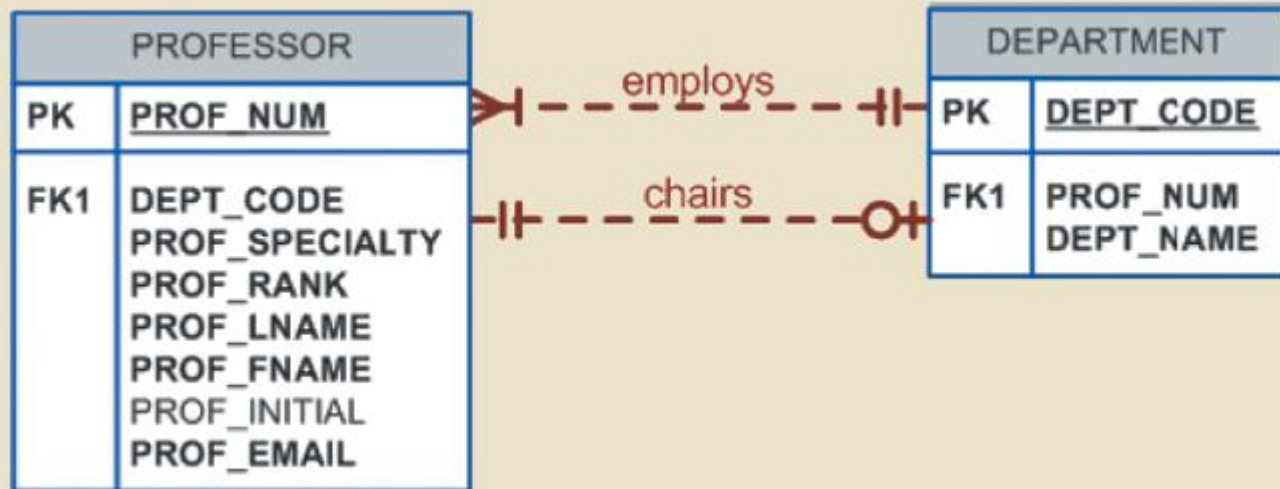 PROFESSOR
PK PROF_NUM
FK1 DEPT_CODE
PROF_SPECIALTY
PROF_RANK
PROF_LNAME
PROF_FNAME
PROF_INITIAL
PROF_EMAIL
employs
chairs
DEPARTMENT
PK DEPT_CODE
FK1 PROF_NUM
DEPT_NAME